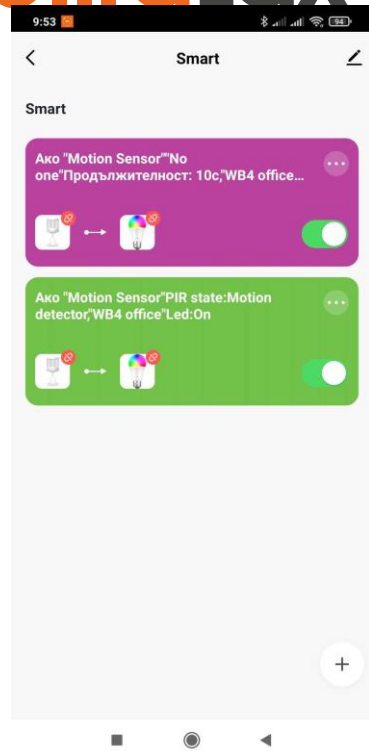 9:53
94
Smart
Smart
Ако "Motion Sensor""No
one"Продължителност: 10с,"WB4 office...
Ако "Motion Sensor"PIR state:Motion
detector,"WB4 office"Led:On